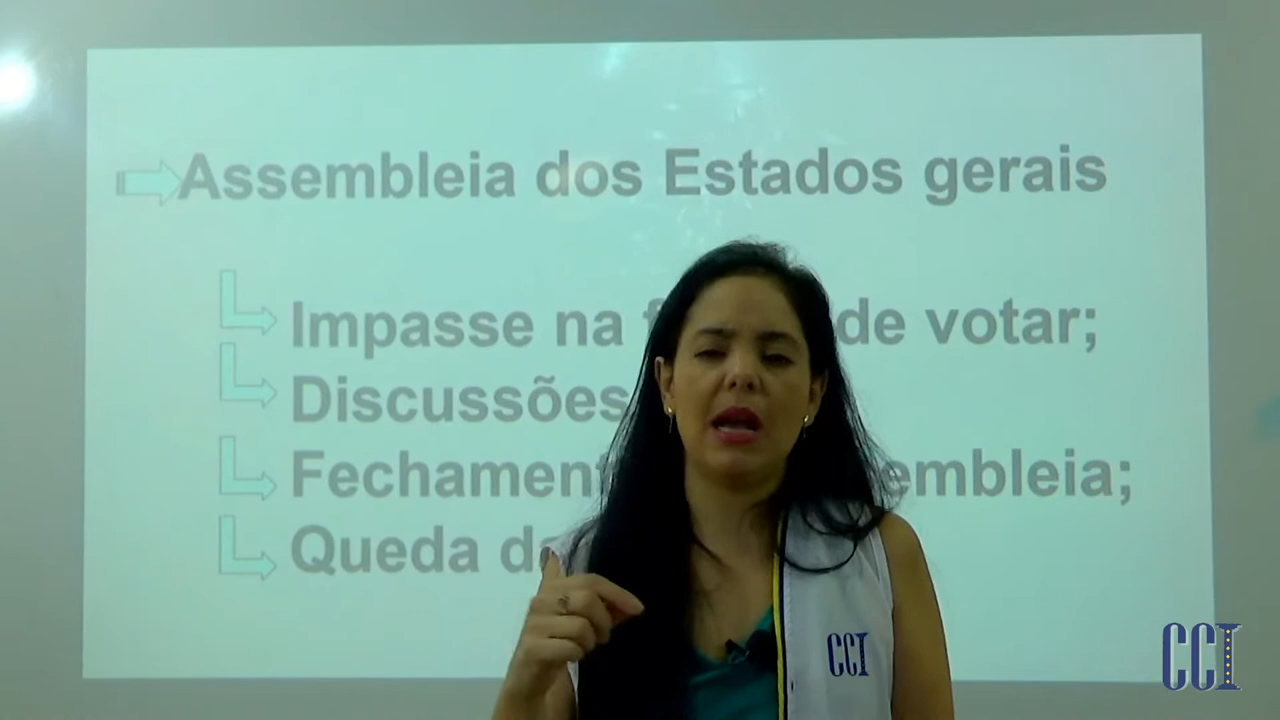 Assembleia dos Estados gerais
Impasse na de votar;
Discussões
Fechamen embleia;
Queda d
CCI
CCI